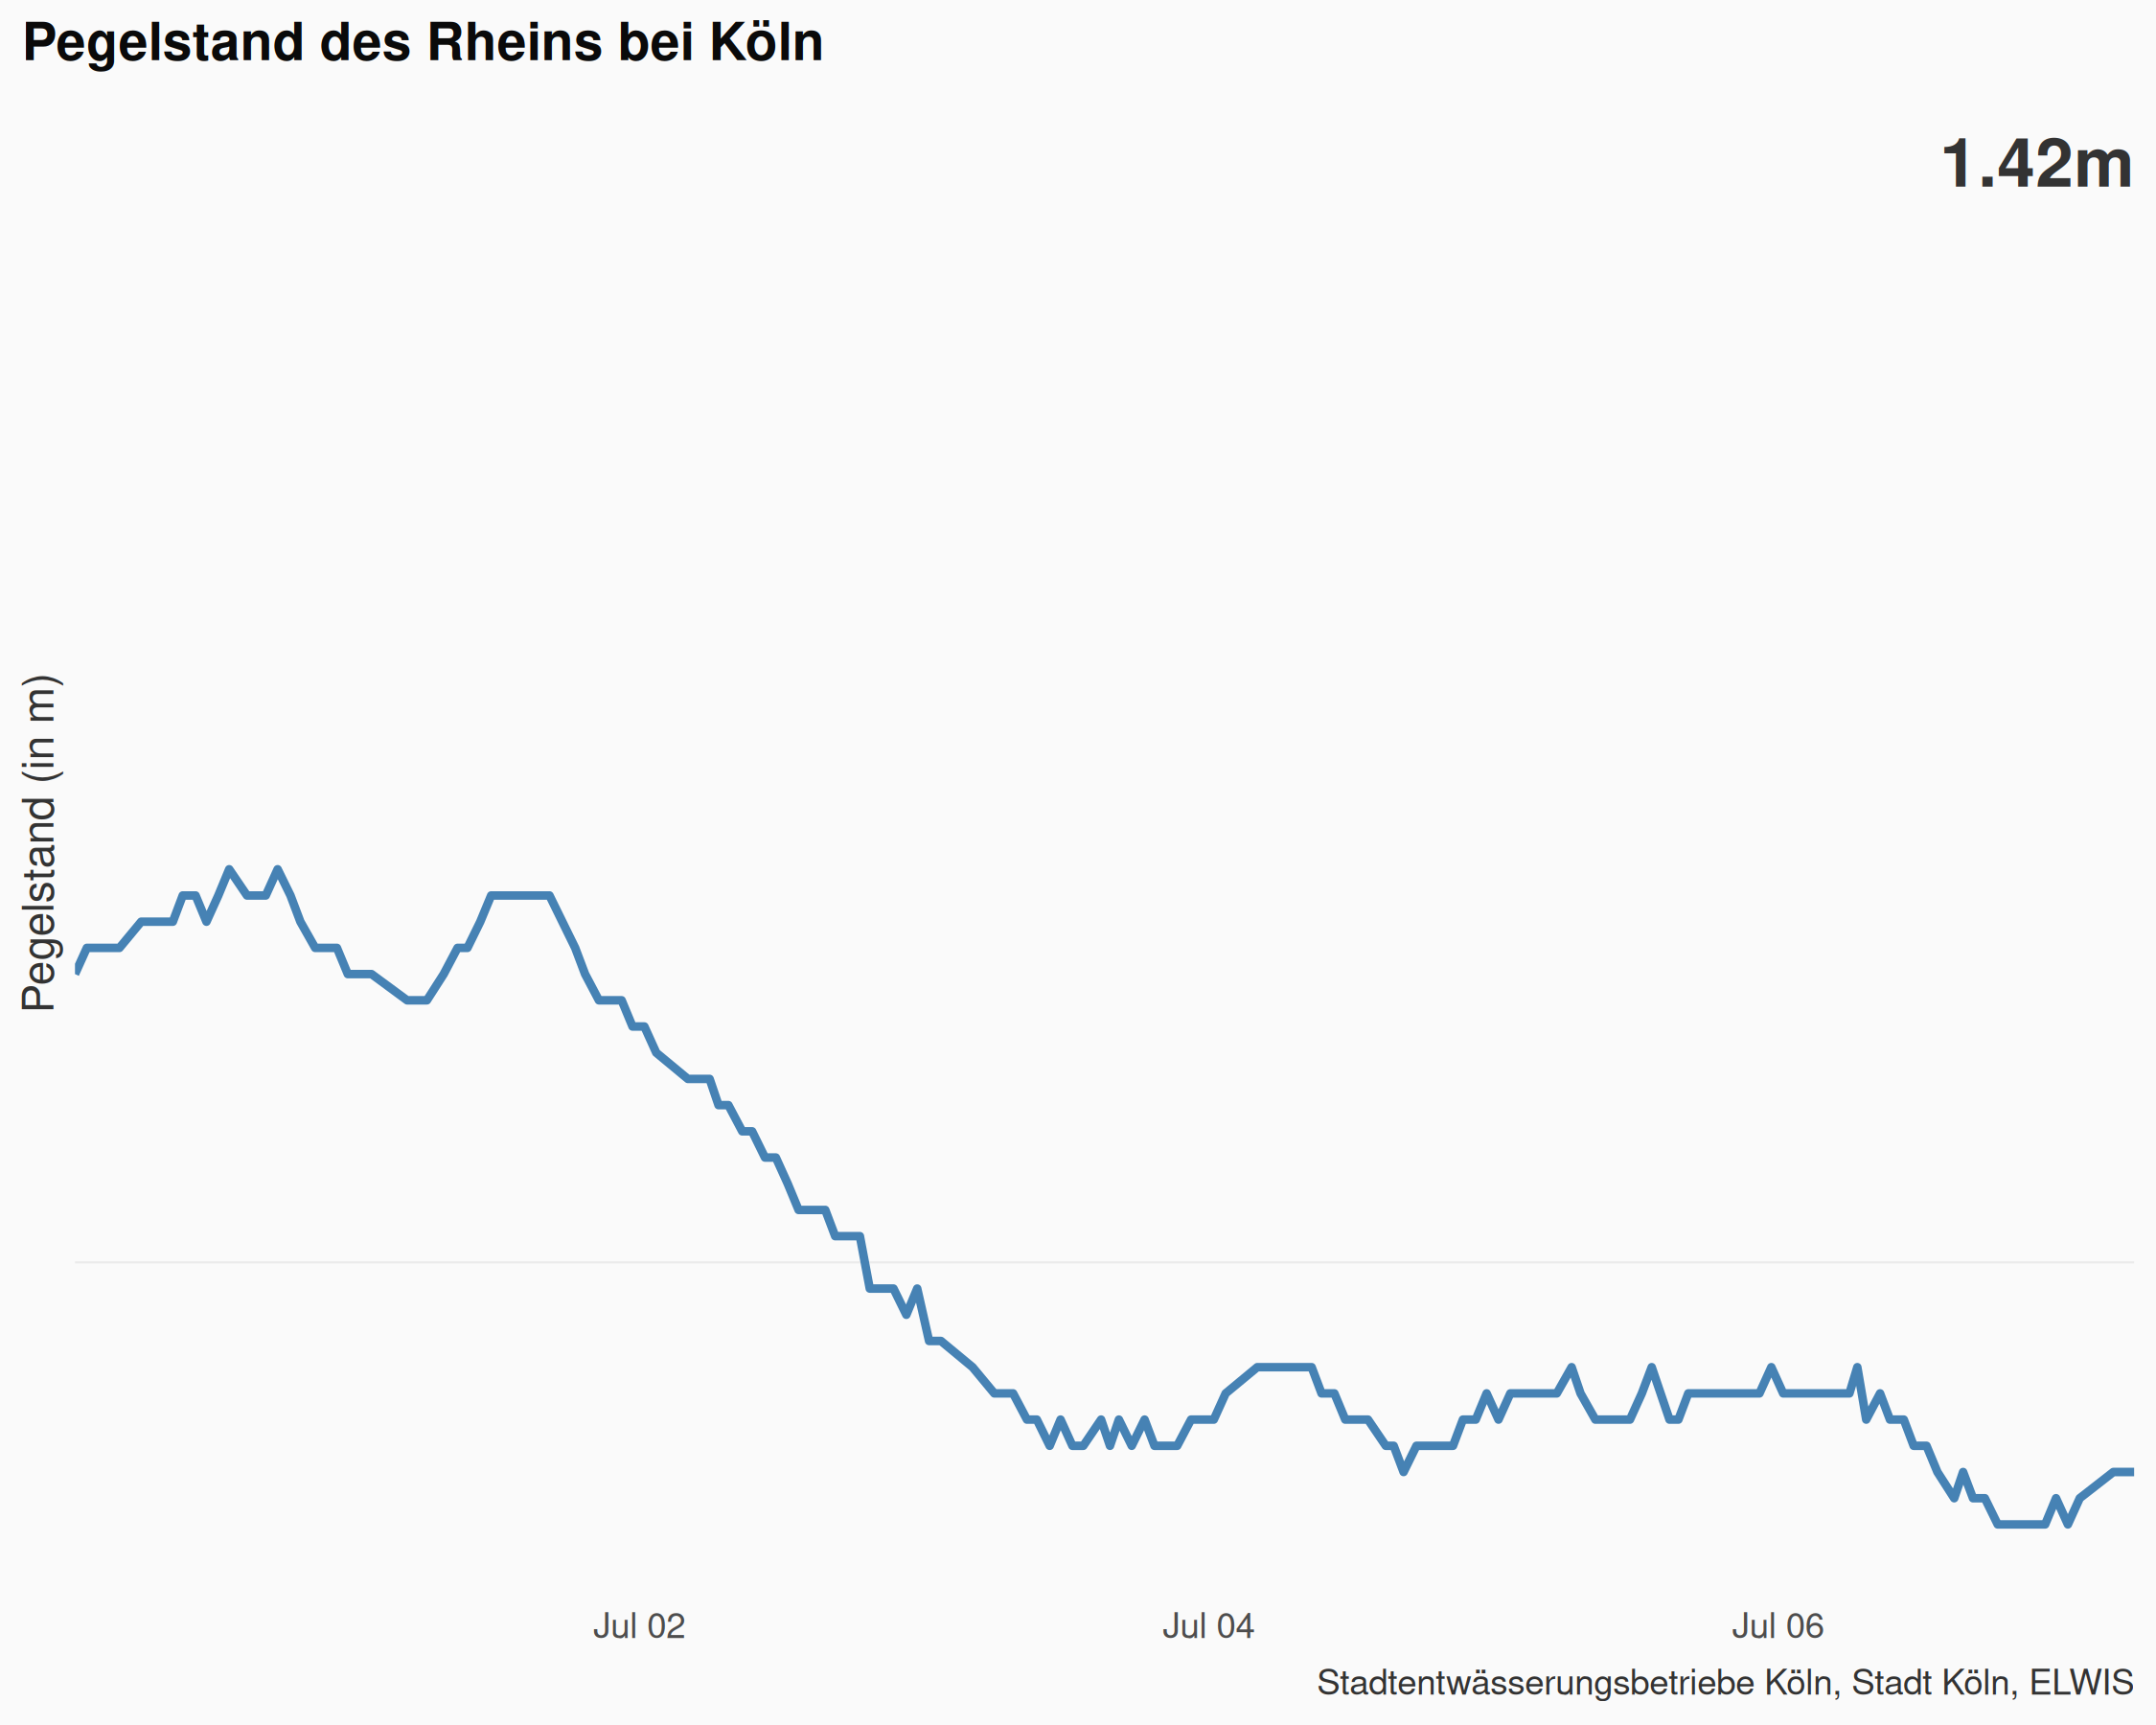 Pegelstand des Rheins bei Köln
1.42m
Pegelstand (in m)
Jul 02
Jul 04
Jul 06
Stadtentwässerungsbetriebe Köln, Stadt Köln, ELWIS